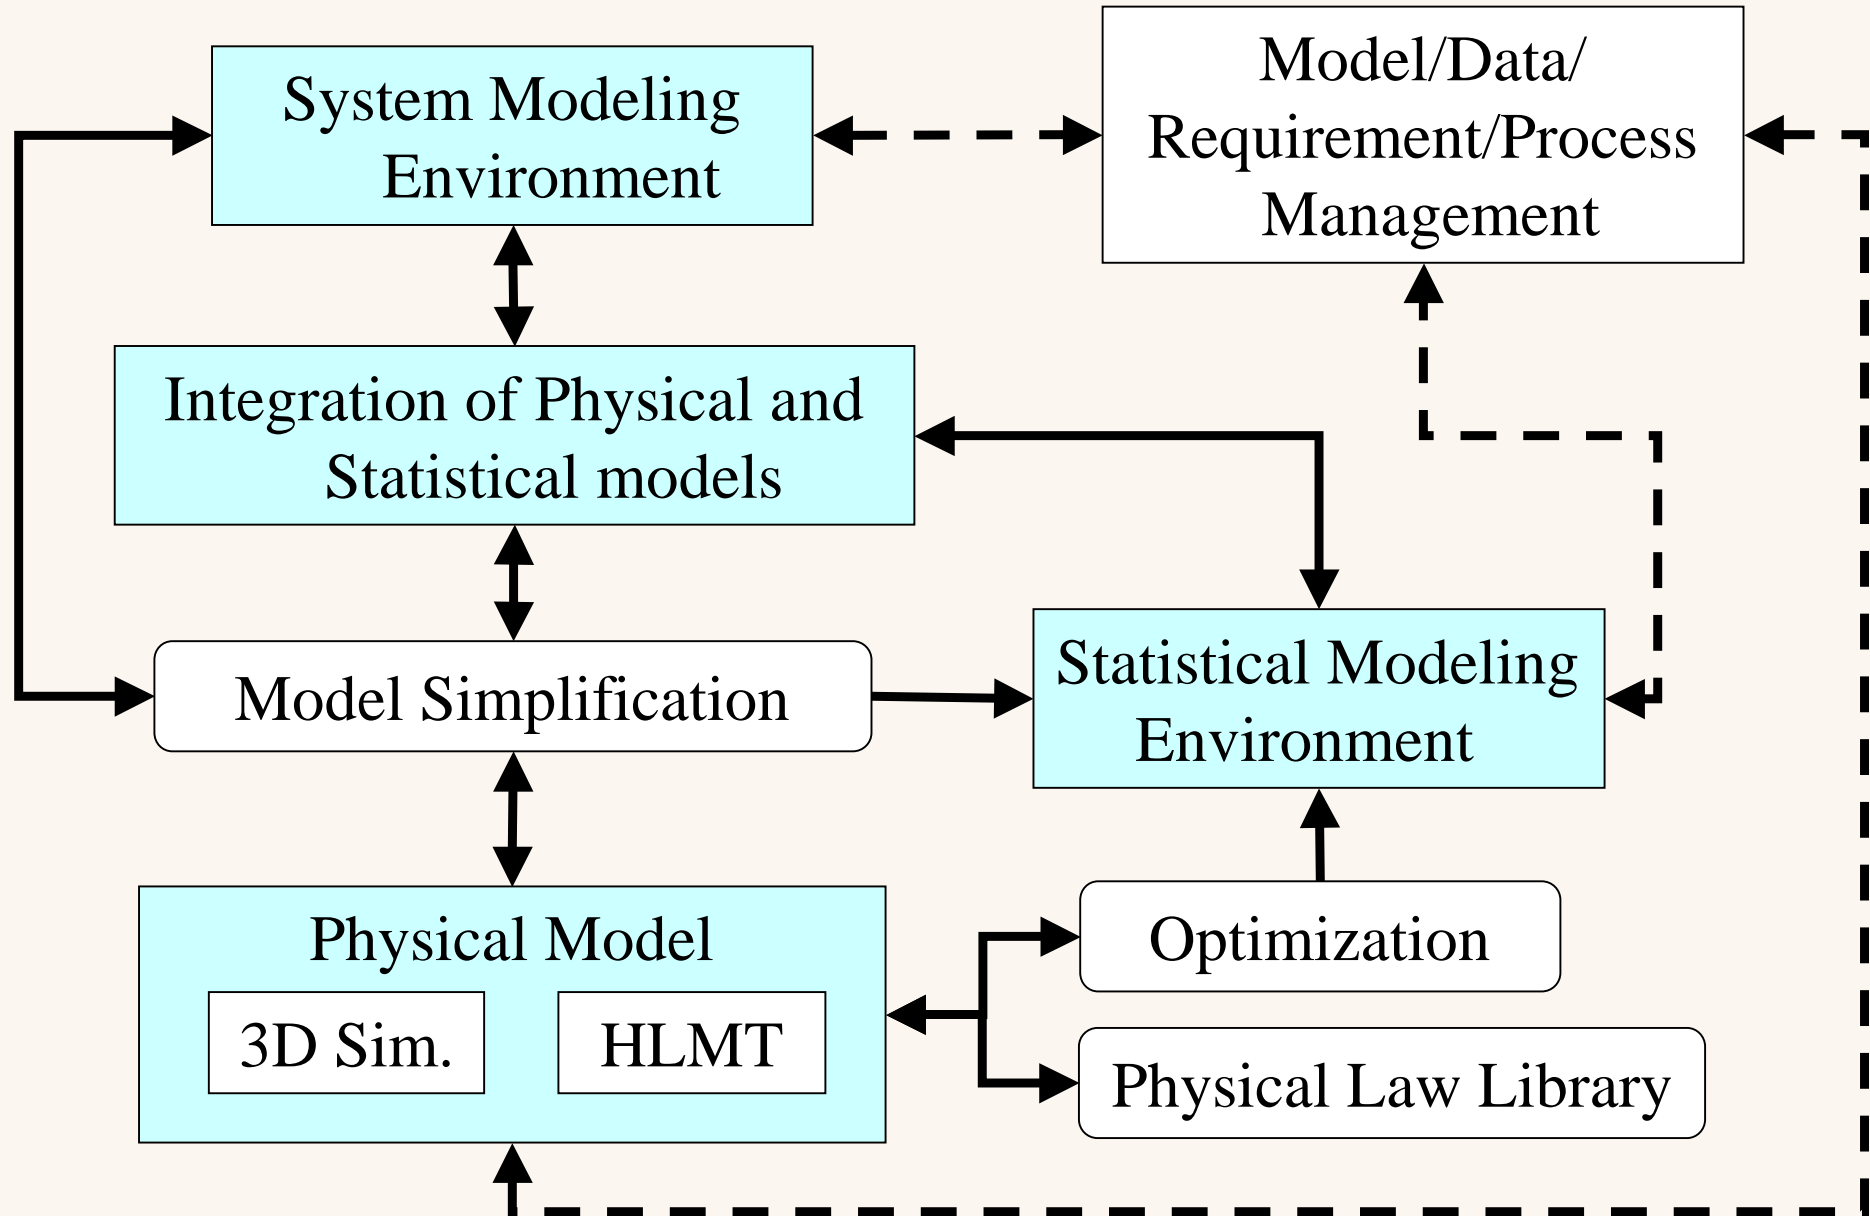 System Modeling
Environment
Model/Data/
Requirement/Process
Management
Integration of Physical and
Statistical models
Model Simplification
Statistical Modeling
Environment
Physical Model
3D Sim.
HLMT
Optimization
Physical Law Library